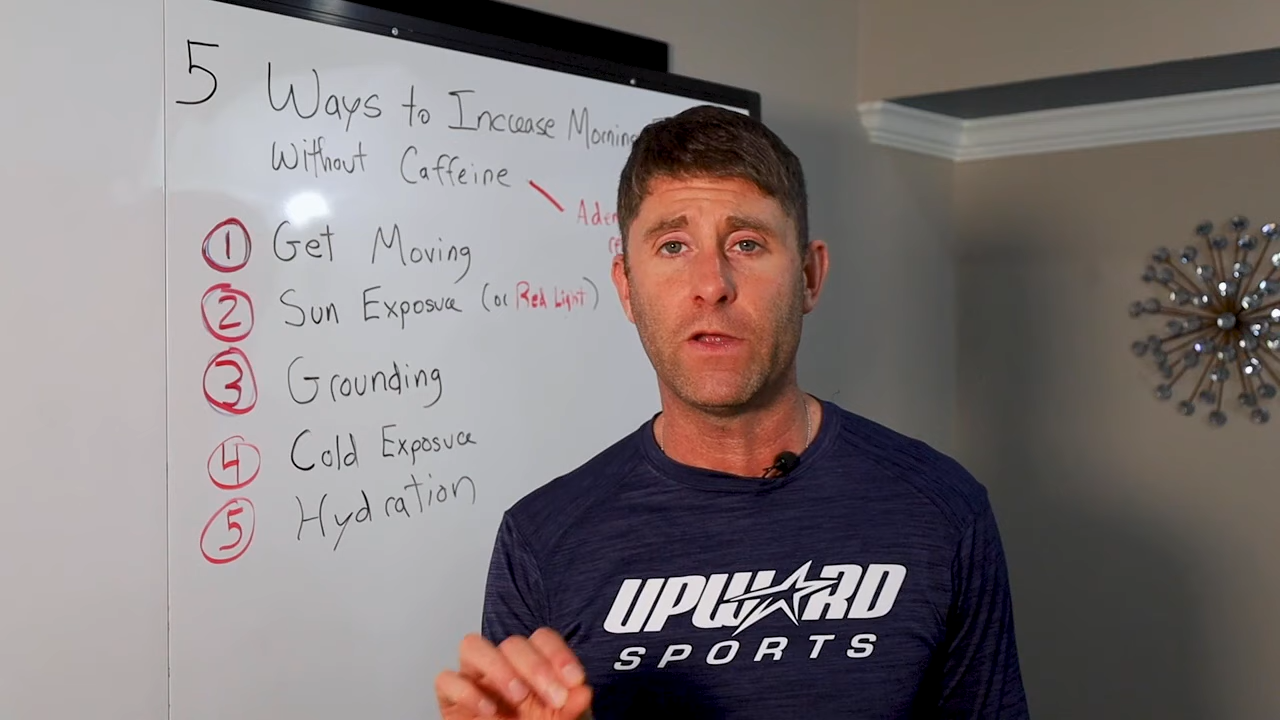 5 Ways to Increase Morning
Without Caffeine
1 Get Moving
2 Sun Exposure (or Red Light)
3 Grounding
4 Cold Exposure
5 Hydration
UPWARD
SPORTS